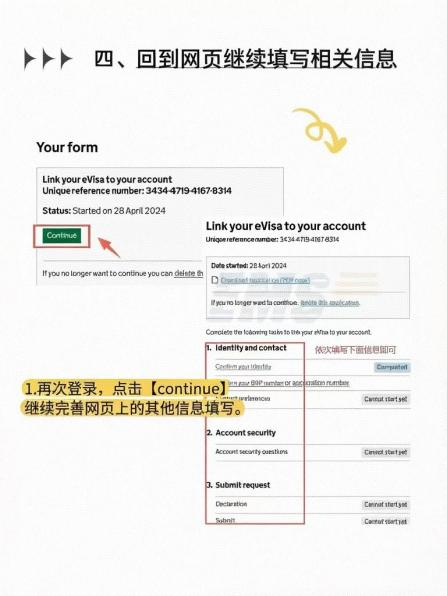 四、回到网页继续填写相关信息
Your form
Link your eVisa to your account
Unique reference number: 3434-4719-4167-8314
Status: Started on 28 April 2024
Continue
If you no longer want to continue you can delete th
Link your eVisa to your account
Unique reference number: 3434-4719-4167-8314
Date started: 28 April 2024
Download application (PDF copy)
If you no longer want to continue, delete this application.
Complete the following tasks to link your eVisa to your account.
1. Identity and contact
依次填写下面信息即可
Confirm your identity
Completed
rm your BRP number or application number
1.再次登录，点击【continue】
继续完善网页上的其他信息填写。
ct preferences
Cannot start yet
2. Account security
Account security questions
Cannot start yet
3. Submit request
Declaration
Cannot start yet
Submit
Cannot start yet
EMS